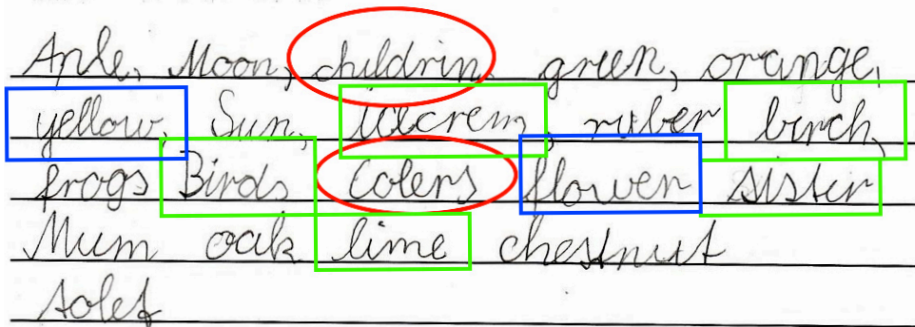 Anle, Moon, childrin green, orange,
yellow, Sun, icecrem, ruber birch,
frogs Birds Colers flower sister
Mum oak lime chestnut
tolet